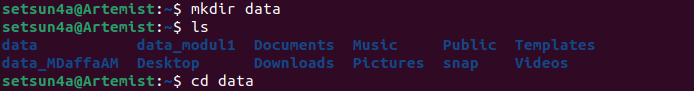 setsun4a@Artemist:~$ mkdir data
setsun4a@Artemist:~$ ls
data          data_modul1  Documents  Music     Public  Templates
data_MDaffaAM  Desktop      Downloads  Pictures  snap    Videos
setsun4a@Artemist:~$ cd data